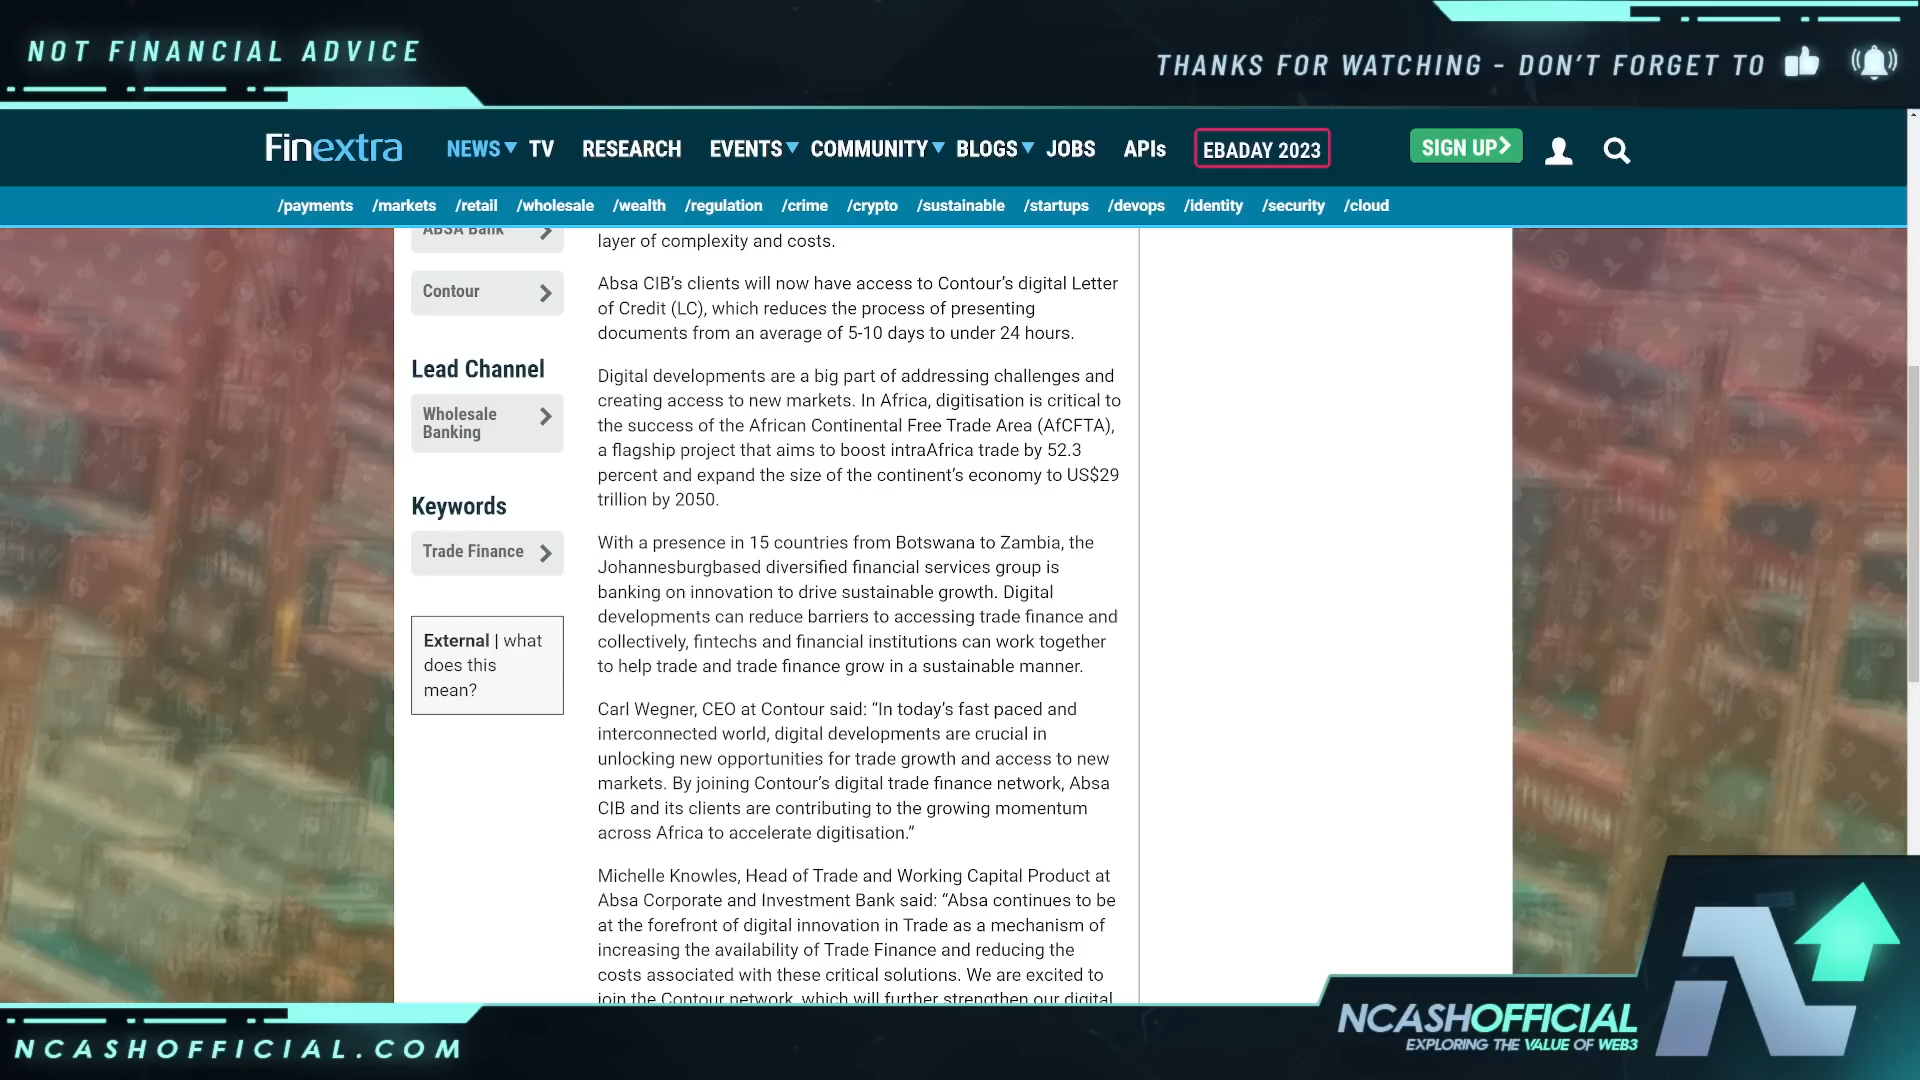 NOT FINANCIAL ADVICE
THANKS FOR WATCHING - DON'T FORGET TO
Finextra NEWS TV RESEARCH EVENTS COMMUNITY BLOGS JOBS APIs EBADAY 2023 SIGN UP
/payments /markets /retail /wholesale /wealth /regulation /crime /crypto /sustainable /startups /devops /identity /security /cloud
ABSA Bank
Contour
Lead Channel
Wholesale
Banking
Keywords
Trade Finance
External | what
does this
mean?
layer of complexity and costs.
Absa CIB’s clients will now have access to Contour’s digital Letter
of Credit (LC), which reduces the process of presenting
documents from an average of 5-10 days to under 24 hours.
Digital developments are a big part of addressing challenges and
creating access to new markets. In Africa, digitisation is critical to
the success of the African Continental Free Trade Area (AfCFTA),
a flagship project that aims to boost intraAfrica trade by 52.3
percent and expand the size of the continent’s economy to US$29
trillion by 2050.
With a presence in 15 countries from Botswana to Zambia, the
Johannesburgbased diversified financial services group is
banking on innovation to drive sustainable growth. Digital
developments can reduce barriers to accessing trade finance and
collectively, fintechs and financial institutions can work together
to help trade and trade finance grow in a sustainable manner.
Carl Wegner, CEO at Contour said: “In today’s fast paced and
interconnected world, digital developments are crucial in
unlocking new opportunities for trade growth and access to new
markets. By joining Contour’s digital trade finance network, Absa
CIB and its clients are contributing to the growing momentum
across Africa to accelerate digitisation.”
Michelle Knowles, Head of Trade and Working Capital Product at
Absa Corporate and Investment Bank said: “Absa continues to be
at the forefront of digital innovation in Trade as a mechanism of
increasing the availability of Trade Finance and reducing the
costs associated with these critical solutions. We are excited to
join the Contour network, which will further strengthen our digital
NCASHOFFICIAL
EXPLORING THE VALUE OF WEB3
NCASHOFFICIAL.COM